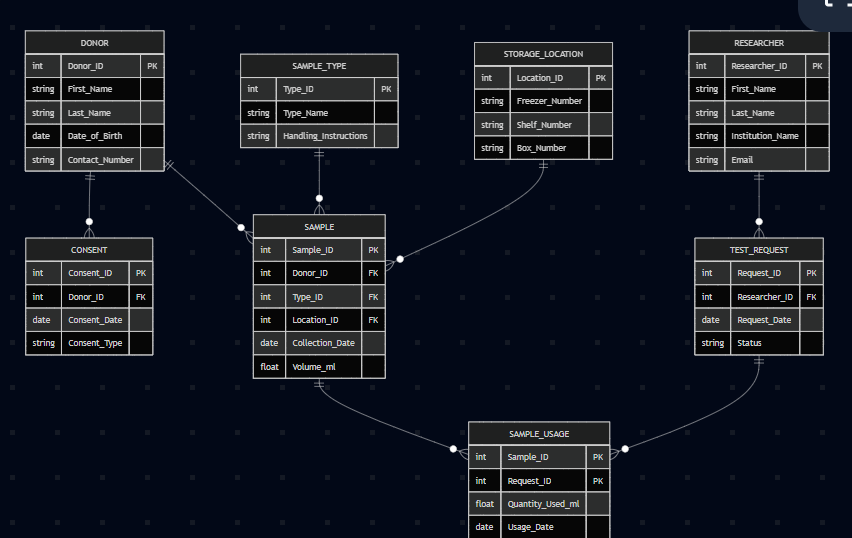 DONOR
int Donor_ID PK
string First_Name
string Last_Name
date Date_of_Birth
string Contact_Number
SAMPLE_TYPE
int Type_ID PK
string Type_Name
string Handling_Instructions
STORAGE_LOCATION
int Location_ID PK
string Freezer_Number
string Shelf_Number
string Box_Number
RESEARCHER
int Researcher_ID PK
string First_Name
string Last_Name
string Institution_Name
string Email
CONSENT
int Consent_ID PK
int Donor_ID FK
date Consent_Date
string Consent_Type
SAMPLE
int Sample_ID PK
int Donor_ID FK
int Type_ID FK
int Location_ID FK
date Collection_Date
float Volume_ml
TEST_REQUEST
int Request_ID PK
int Researcher_ID FK
date Request_Date
string Status
SAMPLE_USAGE
int Sample_ID PK
int Request_ID PK
float Quantity_Used_ml
date Usage_Date